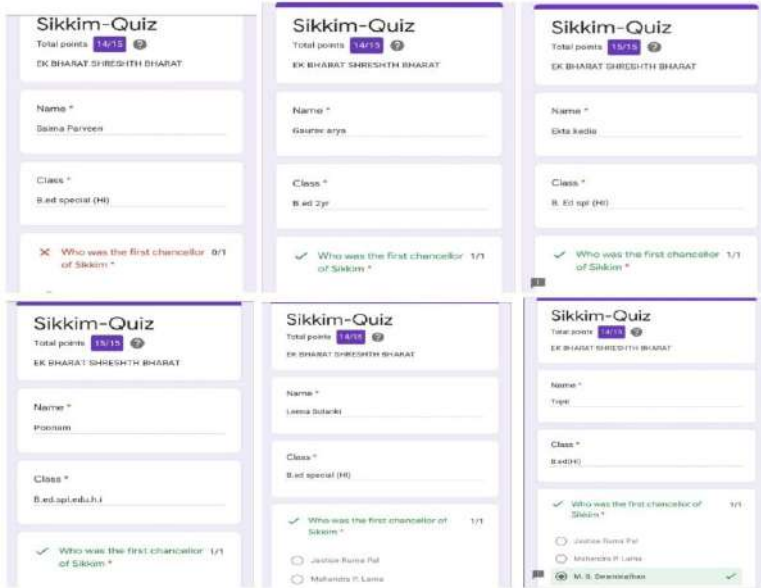 Sikkim-Quiz
Total points 14/15
EK BHARAT SHRESHTH BHARAT
Name *
Saima Parveen
Class *
B.ed special (HI)
Who was the first chancellor 0/1
of Sikkim *
Sikkim-Quiz
Total points 14/15
EK BHARAT SHRESHTH BHARAT
Name *
Gaurav arya
Class *
B.ed 2yr
Who was the first chancellor 1/1
of Sikkim *
Sikkim-Quiz
Total points 15/15
EK BHARAT SHRESHTH BHARAT
Name *
Ekta kadia
Class *
B. Ed spl (HI)
Who was the first chancellor 1/1
of Sikkim *
Sikkim-Quiz
Total points 15/15
EK BHARAT SHRESHTH BHARAT
Name *
Poonam
Class *
B.ed.spl.edu.h.i
Who was the first chancellor 1/1
of Sikkim *
Sikkim-Quiz
Total points 14/15
EK BHARAT SHRESHTH BHARAT
Name *
Leena Solanki
Class *
B.ed special (HI)
Who was the first chancellor of 1/1
Sikkim *
Justice Ruma Pal
Mahendra P. Lama
Sikkim-Quiz
Total points 14/15
EK BHARAT SHRESHTH BHARAT
Name *
Class *
B.ed(HI)
Who was the first chancellor of 1/1
Sikkim *
Justice Ruma Pal
Mahendra P. Lama
M. S. Swaminathan